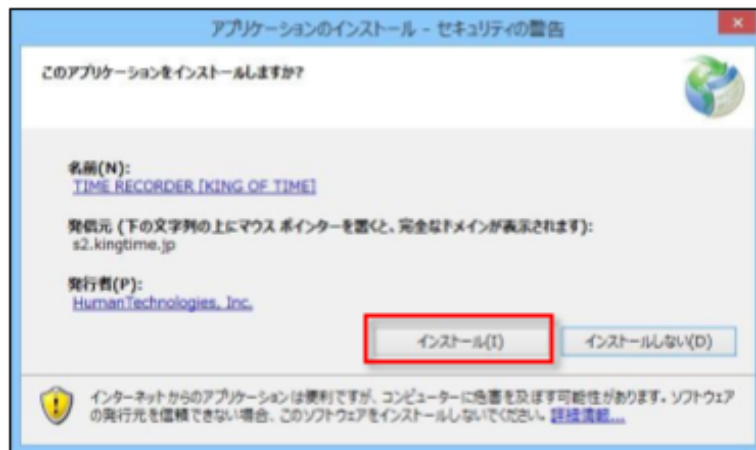 アプリケーションのインストール - セキュリティの警告
このアプリケーションをインストールしますか?
名前(N):
TIME RECORDER [KING OF TIME]
発信元 (下の文字列の上にマウス ポインターを置くと、完全なドメインが表示されます):
s2.kingtime.jp
発行者(P):
HumanTechnologies, Inc.
インストール(I)
インストールしない(D)
インターネットからのアプリケーションは便利ですが、コンピューターに危害を及ぼす可能性があります。ソフトウェア
の発行元を信頼できない場合、このソフトウェアをインストールしないでください。詳細情報...